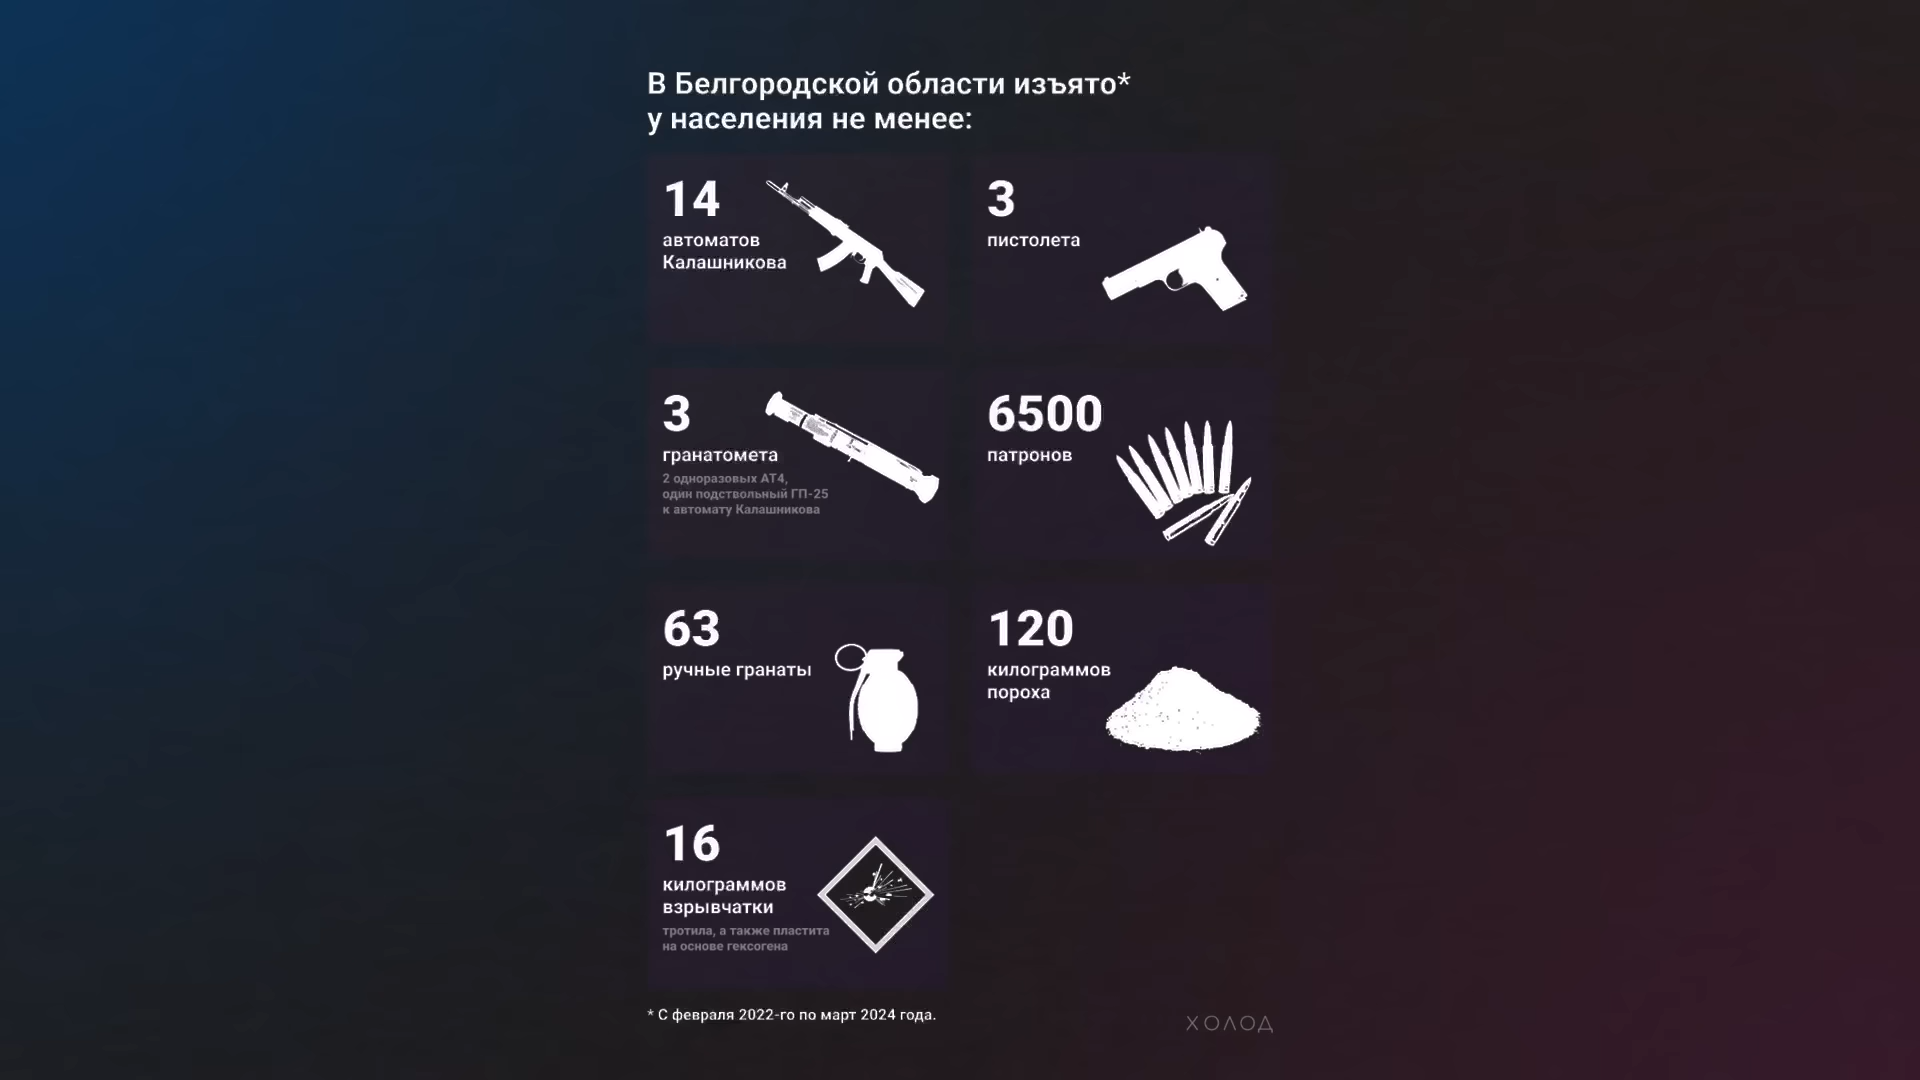 В Белгородской области изъято*
у населения не менее:
14
автоматов
Калашникова
3
пистолета
3
гранатомета
2 одноразовых АТ4,
один подствольный ГП-25
к автомату Калашникова
6500
патронов
63
ручные гранаты
120
килограммов
пороха
16
килограммов
взрывчатки
тротила, а также пластита
на основе гексогена
* С февраля 2022-го по март 2024 года.
ХОЛОД